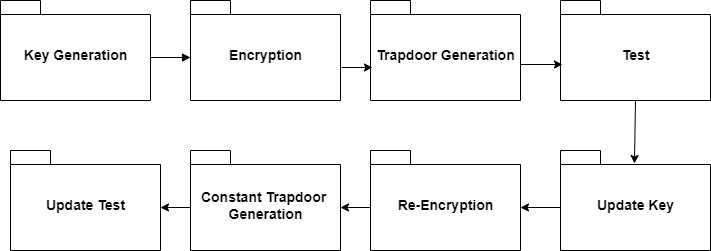 Key Generation
Encryption
Trapdoor Generation
Test
Update Test
Constant Trapdoor
Generation
Re-Encryption
Update Key